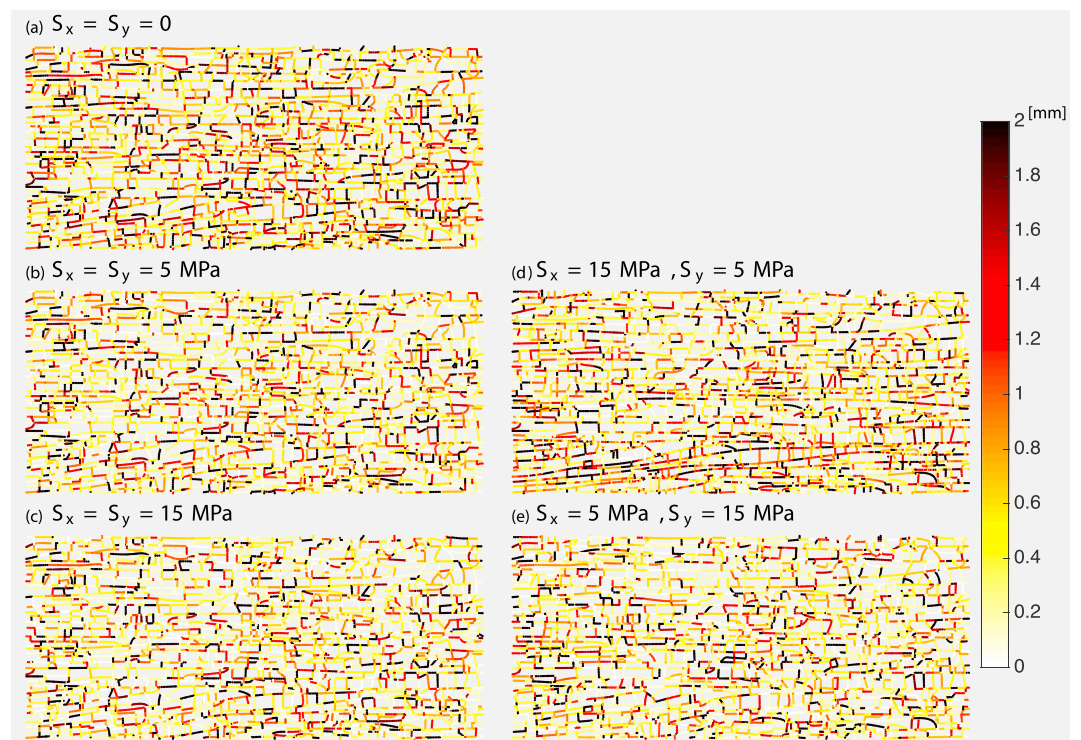 (a) Sx = Sy = 0
(b) Sx = Sy = 5 MPa
(d) Sx = 15 MPa , Sy = 5 MPa
(c) Sx = Sy = 15 MPa
(e) Sx = 5 MPa , Sy = 15 MPa
[mm]
2
1.8
1.6
1.4
1.2
1
0.8
0.6
0.4
0.2
0